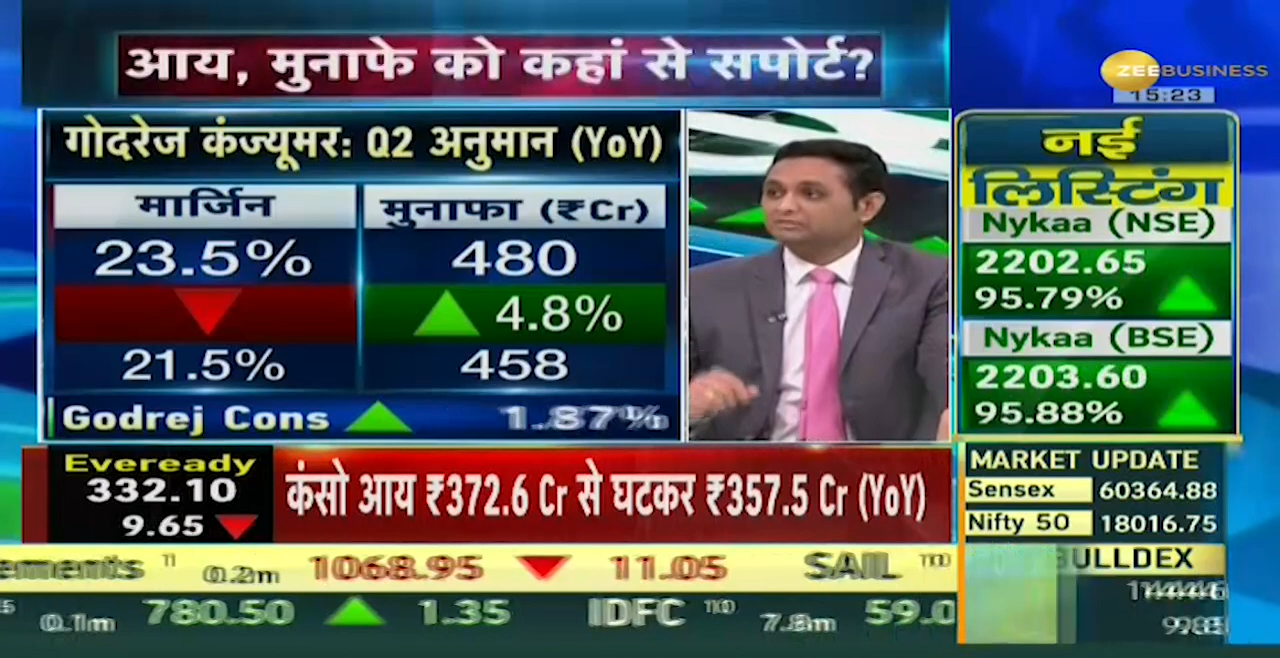 आय, मुनाफे को कहां से सपोर्ट?
ZEEBUSINESS
15:23
गोदरेज कंज्यूमर: Q2 अनुमान (YoY)
मार्जिन
मुनाफा (₹Cr)
23.5%
480
4.8%
21.5%
458
Godrej Cons
1.87%
नई
लिस्टिंग
Nykaa (NSE)
2202.65
95.79%
Nykaa (BSE)
2203.60
95.88%
Eveready
332.10
9.65
कंसो आय ₹372.6 Cr से घटकर ₹357.5 Cr (YoY)
MARKET UPDATE
Sensex 60364.88
Nifty 50 18016.75
BULLDEX
0.2m 1068.95 11.05 SAIL
0.1m 780.50 1.35 IDFC 7.8m 59.0